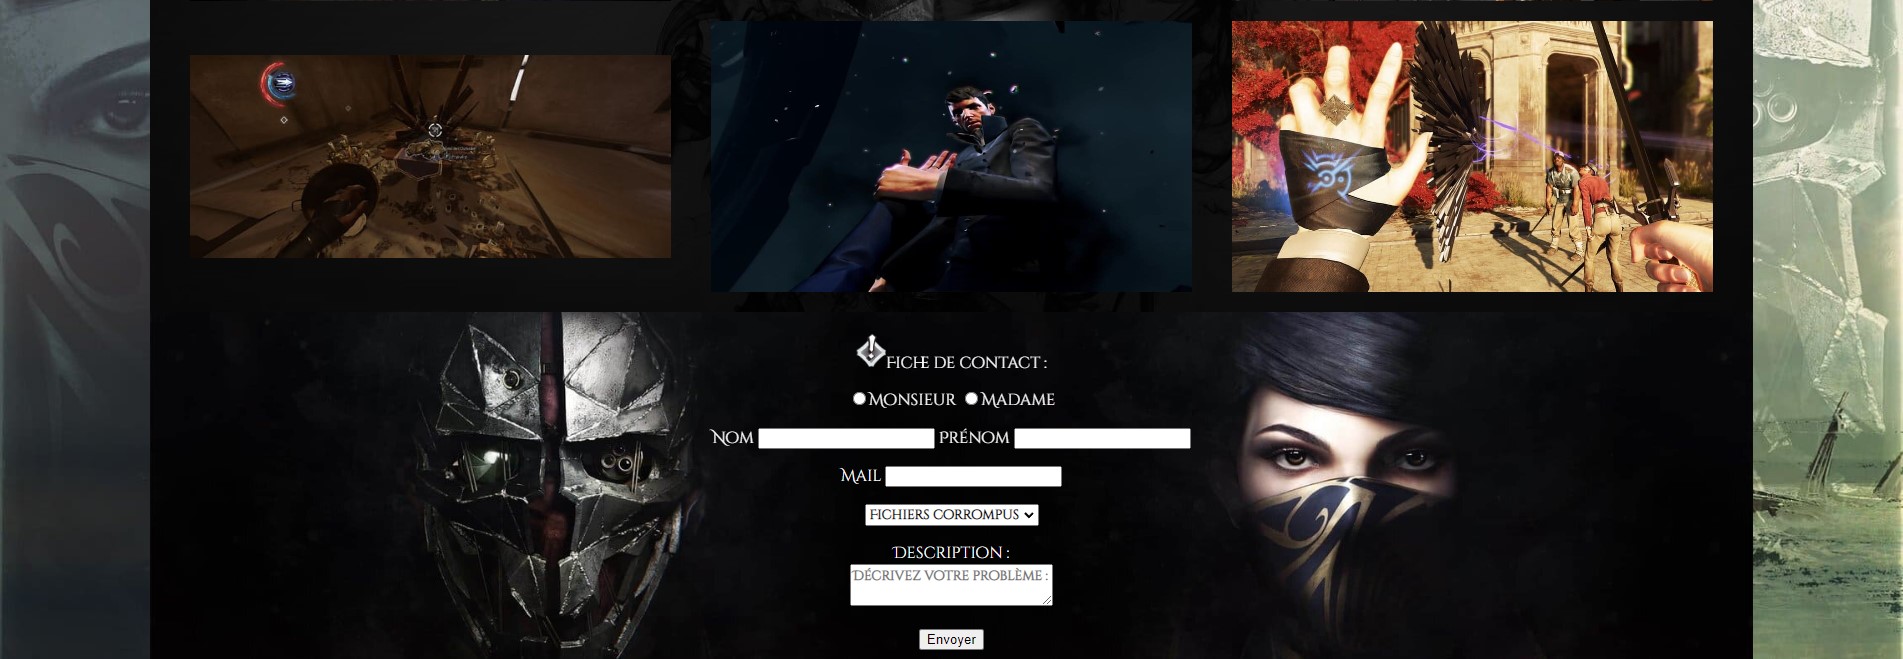 Fiche de contact :
Monsieur Madame
Nom Prénom
Mail
Fichiers corrompus
Description :
Décrivez votre problème :
Envoyer